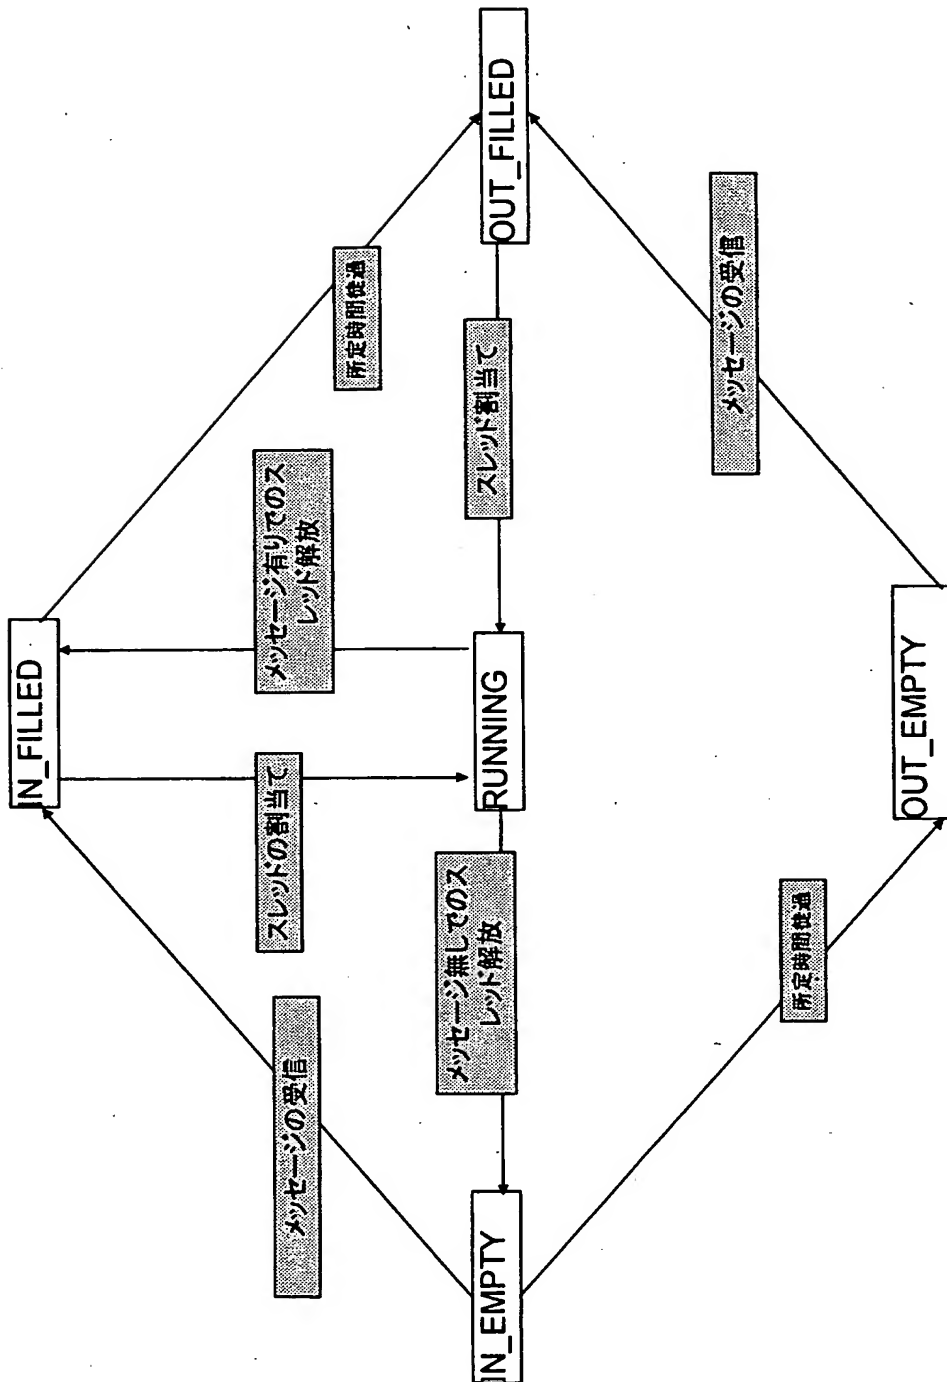 IN_FILLED
メッセージの受信
スレッドの割当て
メッセージ有りでのス
レッド解放
所定時間徒過
IN_EMPTY
メッセージ無しでのス
レッド解放
RUNNING
スレッド割当て
OUT_FILLED
所定時間徒過
メッセージの受信
OUT_EMPTY